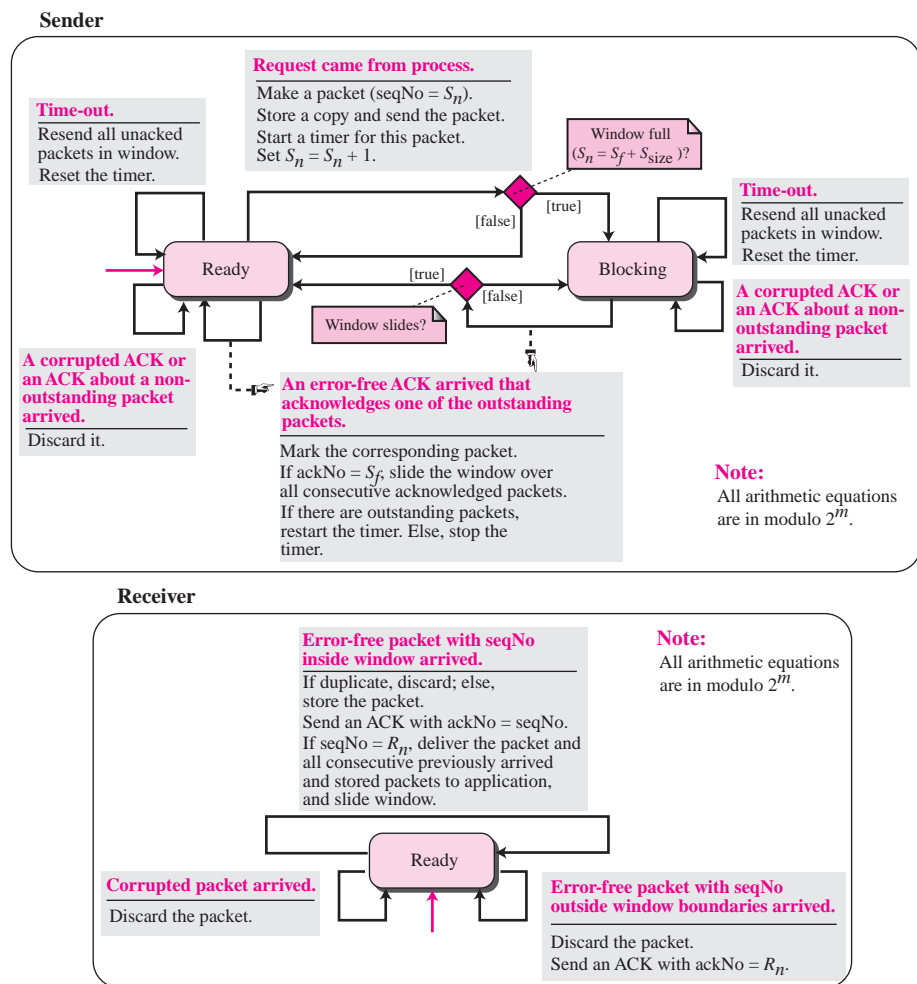 Sender
Request came from process.
Make a packet (seqNo = Sn).
Store a copy and send the packet.
Start a timer for this packet.
Set Sn = Sn + 1.
Time-out.
Resend all unacked
packets in window.
Reset the timer.
Window full
(Sn = Sf + Ssize )?
[false]
[true]
Time-out.
Resend all unacked
packets in window.
Reset the timer.
Ready
Blocking
[true]
[false]
Window slides?
A corrupted ACK or
an ACK about a non-
outstanding packet
arrived.
Discard it.
A corrupted ACK or
an ACK about a non-
outstanding packet
arrived.
Discard it.
An error-free ACK arrived that
acknowledges one of the outstanding
packets.
Mark the corresponding packet.
If ackNo = Sf, slide the window over
all consecutive acknowledged packets.
If there are outstanding packets,
restart the timer. Else, stop the
timer.
Note:
All arithmetic equations
are in modulo 2^m.
Receiver
Error-free packet with seqNo
inside window arrived.
If duplicate, discard; else,
store the packet.
Send an ACK with ackNo = seqNo.
If seqNo = Rn, deliver the packet and
all consecutive previously arrived
and stored packets to application,
and slide window.
Note:
All arithmetic equations
are in modulo 2^m.
Ready
Corrupted packet arrived.
Discard the packet.
Error-free packet with seqNo
outside window boundaries arrived.
Discard the packet.
Send an ACK with ackNo = Rn.